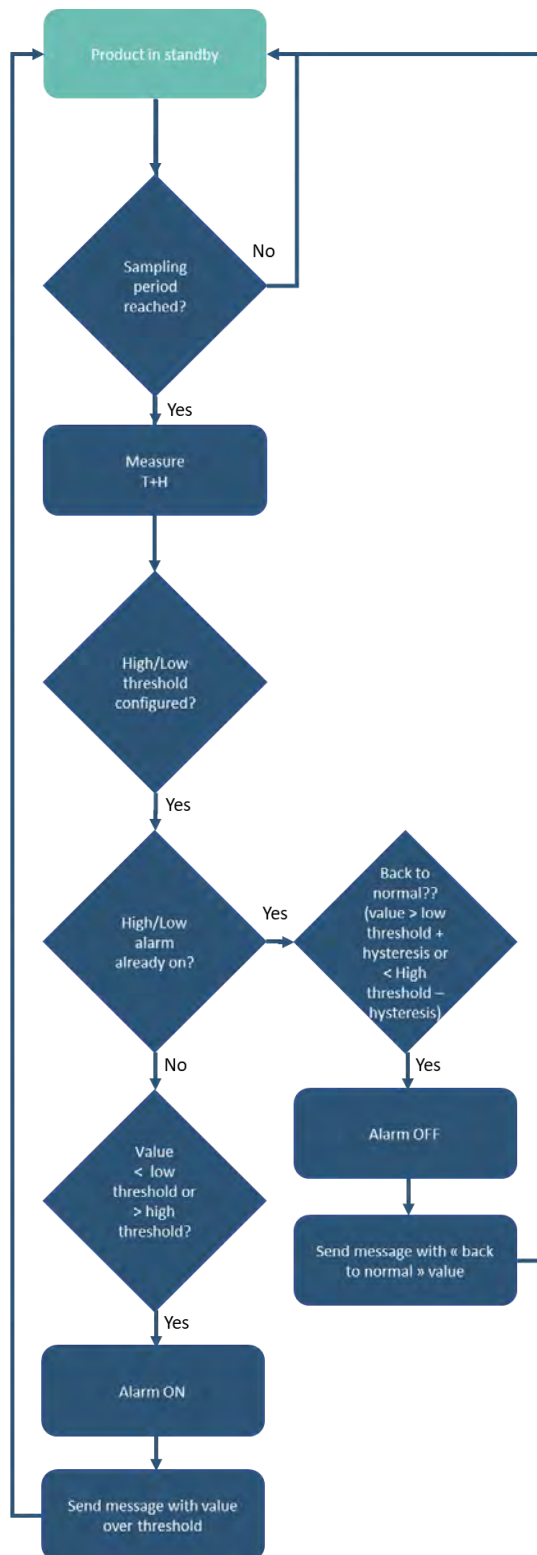 Product in standby
No
Sampling
period
reached?
Yes
Measure
T+H
High/Low
threshold
configured?
Yes
High/Low
alarm
already on?
Yes
Back to
normal??
(value > low
threshold +
hysteresis or
< High
threshold –
hysteresis)
No
Yes
Value
< low
threshold or
> high
threshold?
Alarm OFF
Send message with « back
to normal » value
Yes
Alarm ON
Send message with value
over threshold